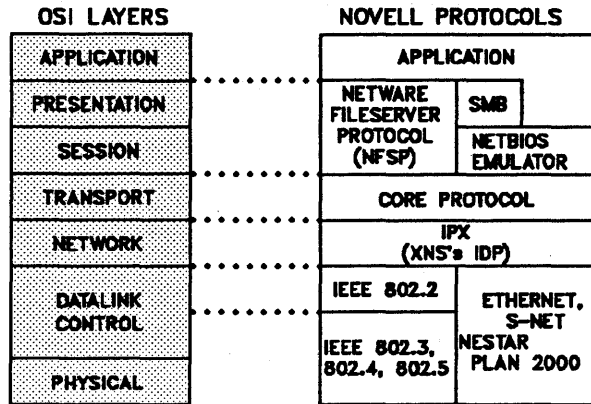 OSI LAYERS
APPLICATION
PRESENTATION
SESSION
TRANSPORT
NETWORK
DATALINK
CONTROL
PHYSICAL
NOVELL PROTOCOLS
APPLICATION
NETWARE
FILESERVER
PROTOCOL
(NFSP)
SMB
NETBIOS
EMULATOR
CORE PROTOCOL
IPX
(XNS's IDP)
IEEE 802.2
IEEE 802.3,
802.4, 802.5
ETHERNET,
S-NET
NESTAR
PLAN 2000